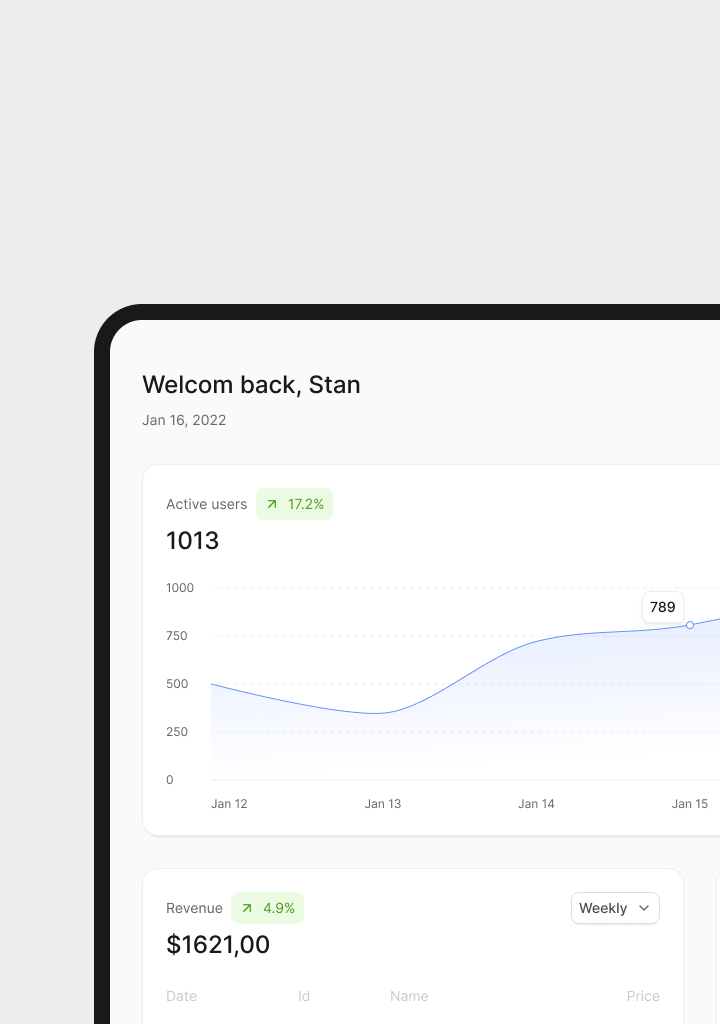 Welcom back, Stan
Jan 16, 2022
Active users 17.2%
1013
1000
789
750
500
250
0
Jan 12 Jan 13 Jan 14 Jan 15
Revenue 4.9% Weekly
$1621,00
Date Id Name Price